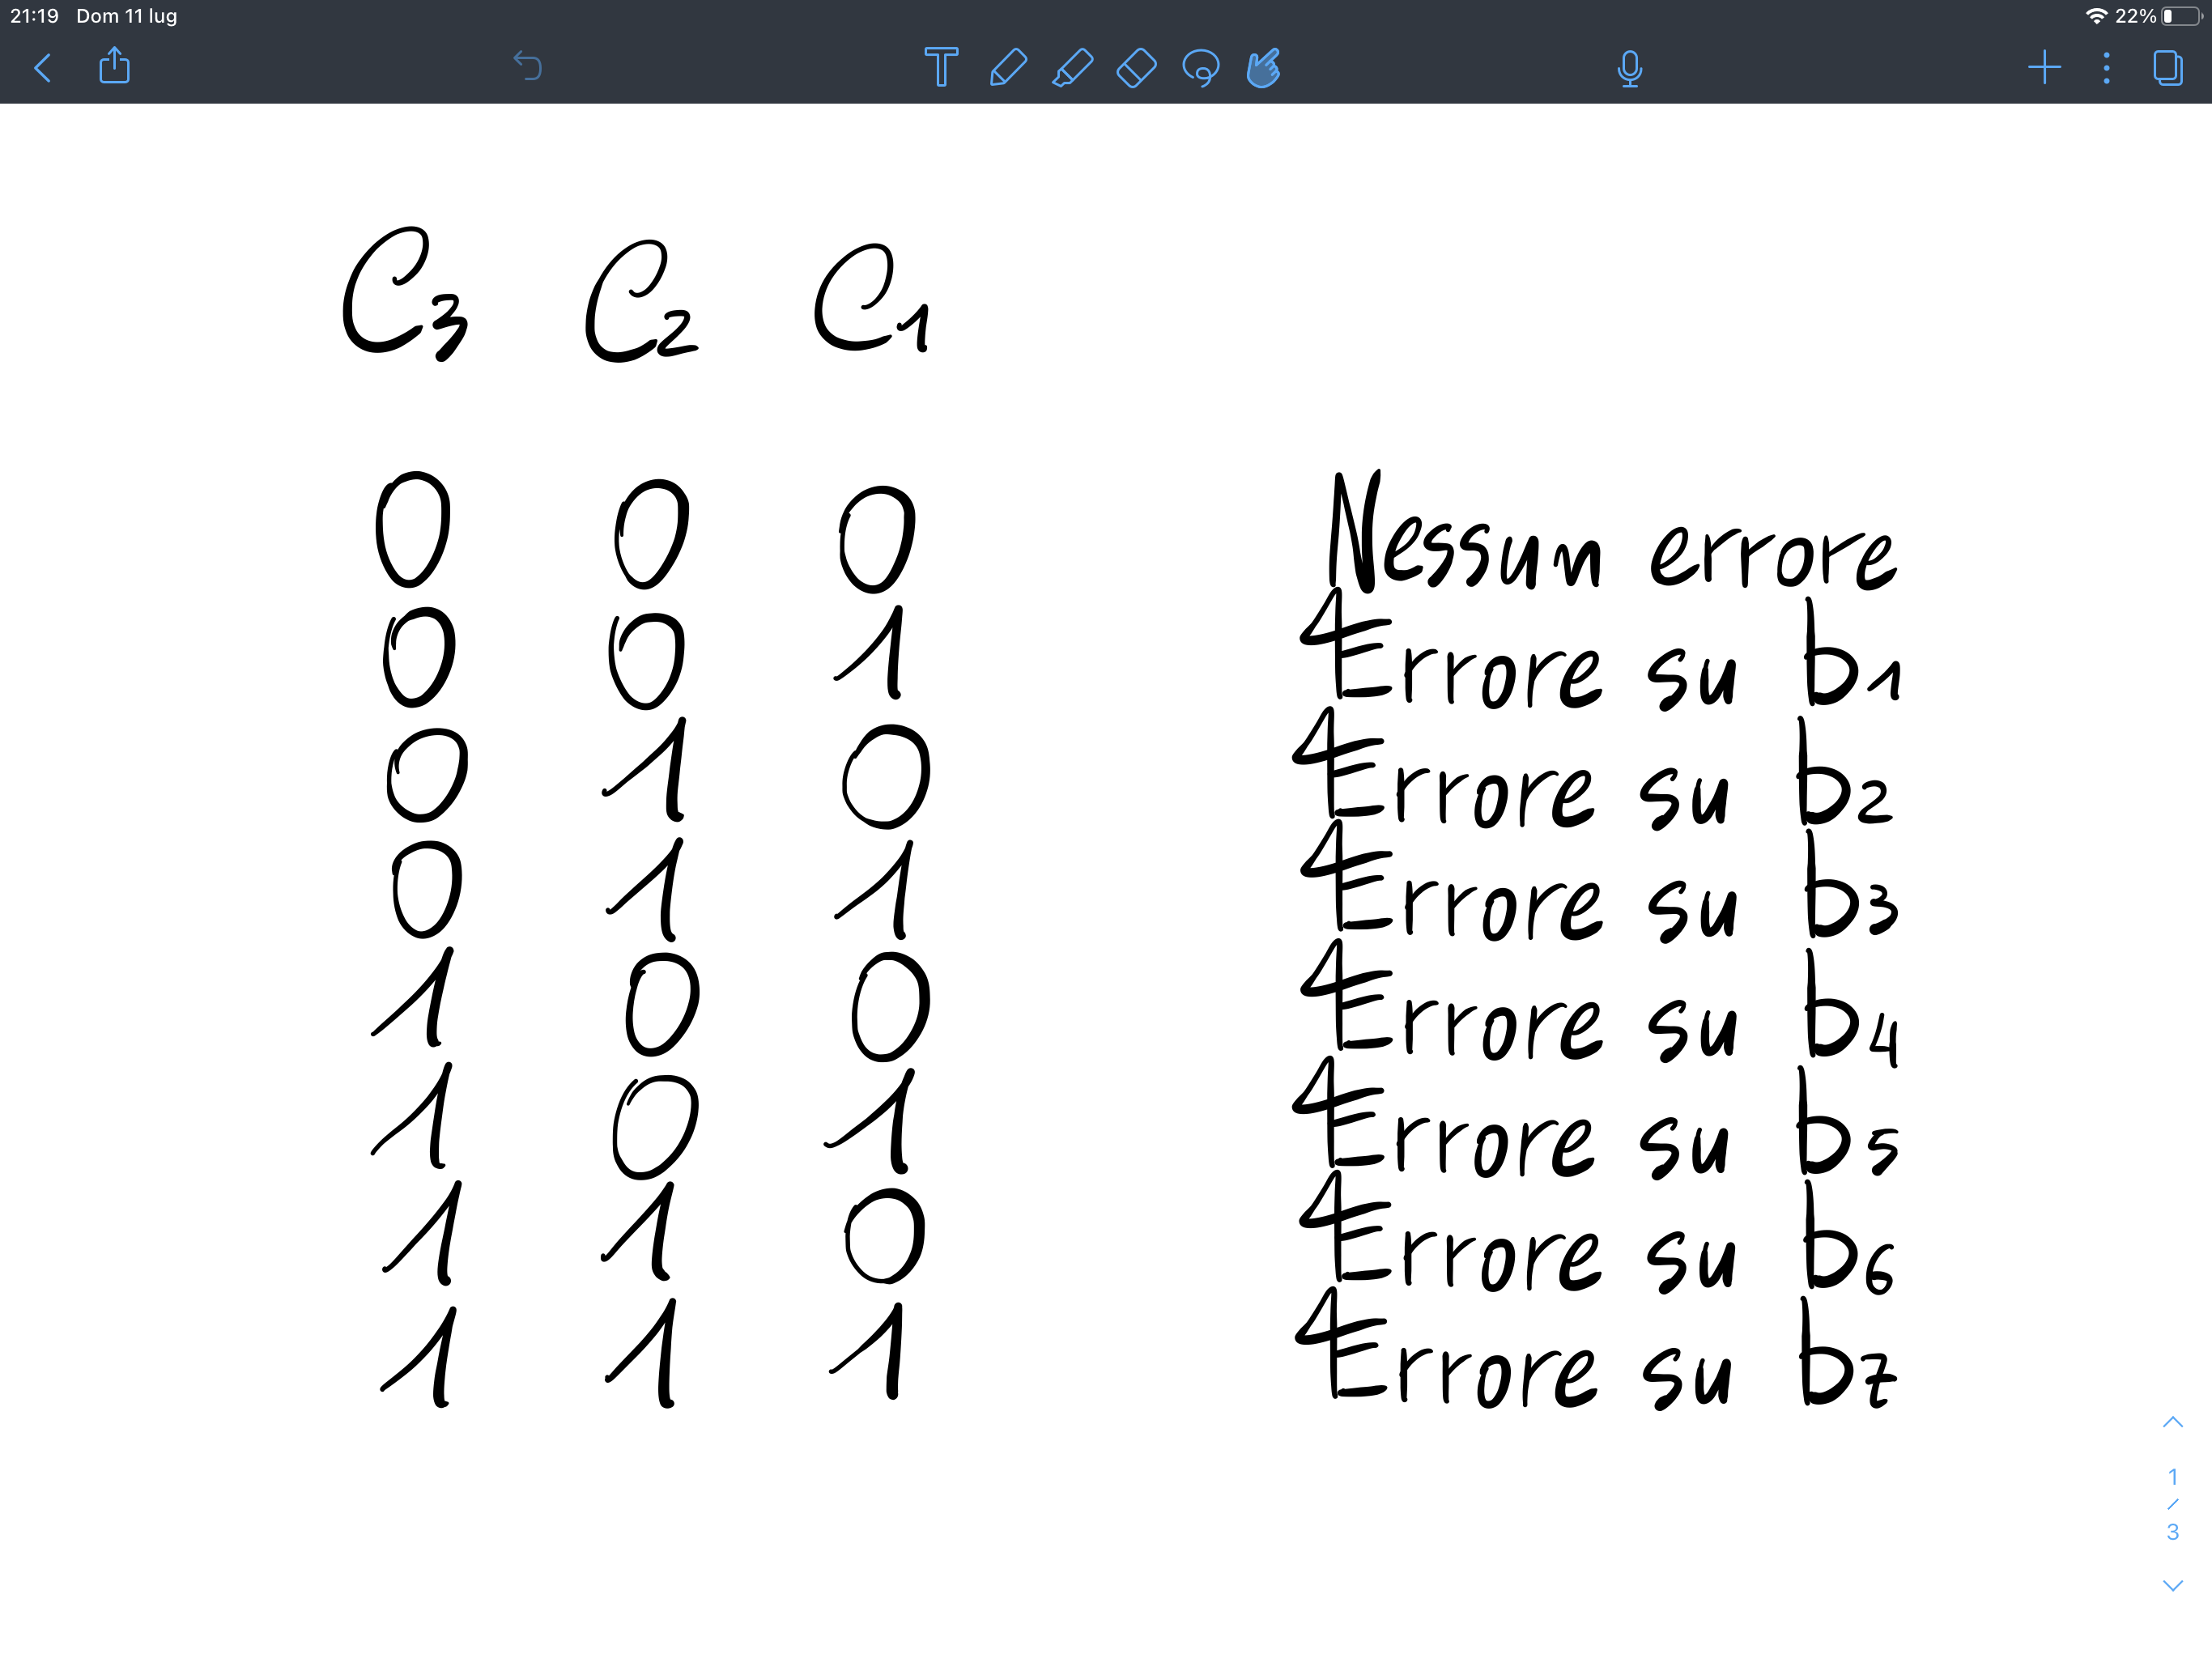 21:19 Dom 11 lug 22%
C3 C2 C1
0 0 0 Nessun errore
0 0 1 Errore su b1
0 1 0 Errore su b2
0 1 1 Errore su b3
1 0 0 Errore su b4
1 0 1 Errore su b5
1 1 0 Errore su b6
1 1 1 Errore su b7
1
/
3